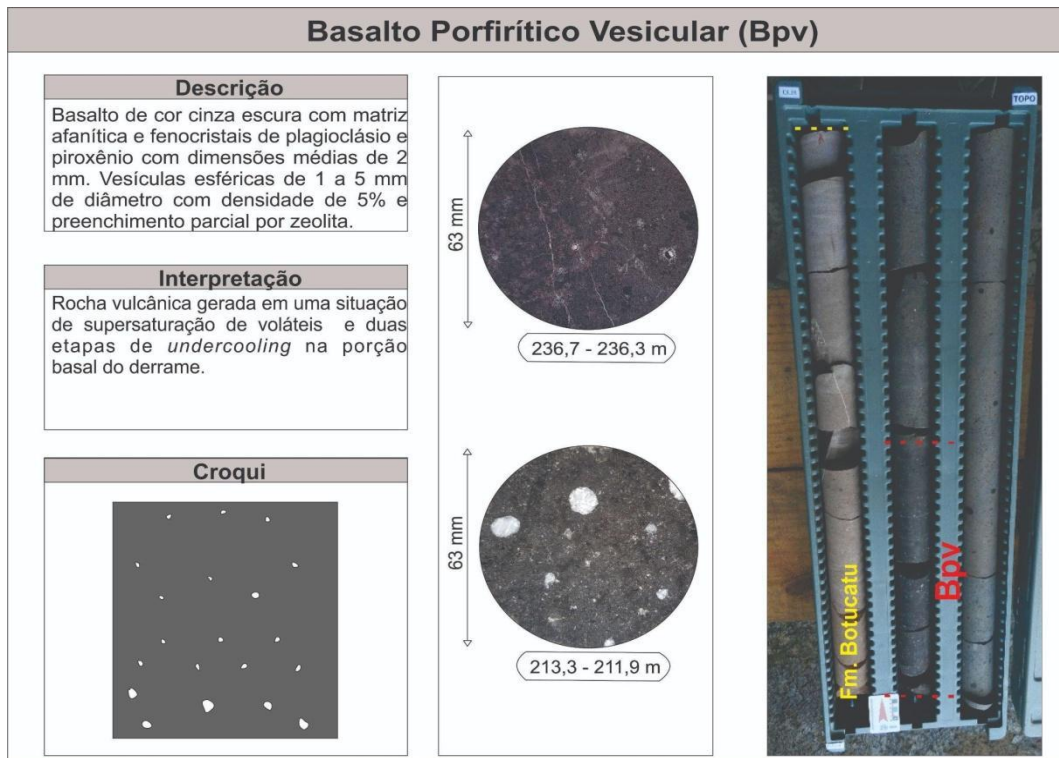 Basalto Porfirítico Vesicular (Bpv)
Descrição
Basalto de cor cinza escura com matriz
afanítica e fenocristais de plagioclásio e
piroxênio com dimensões médias de 2
mm. Vesículas esféricas de 1 a 5 mm
de diâmetro com densidade de 5% e
preenchimento parcial por zeolita.
Interpretação
Rocha vulcânica gerada em uma situação
de supersaturação de voláteis e duas
etapas de undercooling na porção
basal do derrame.
Croqui
63 mm
236,7 - 236,3 m
63 mm
213,3 - 211,9 m
TOPO
Fm. Botucatu
Bpv